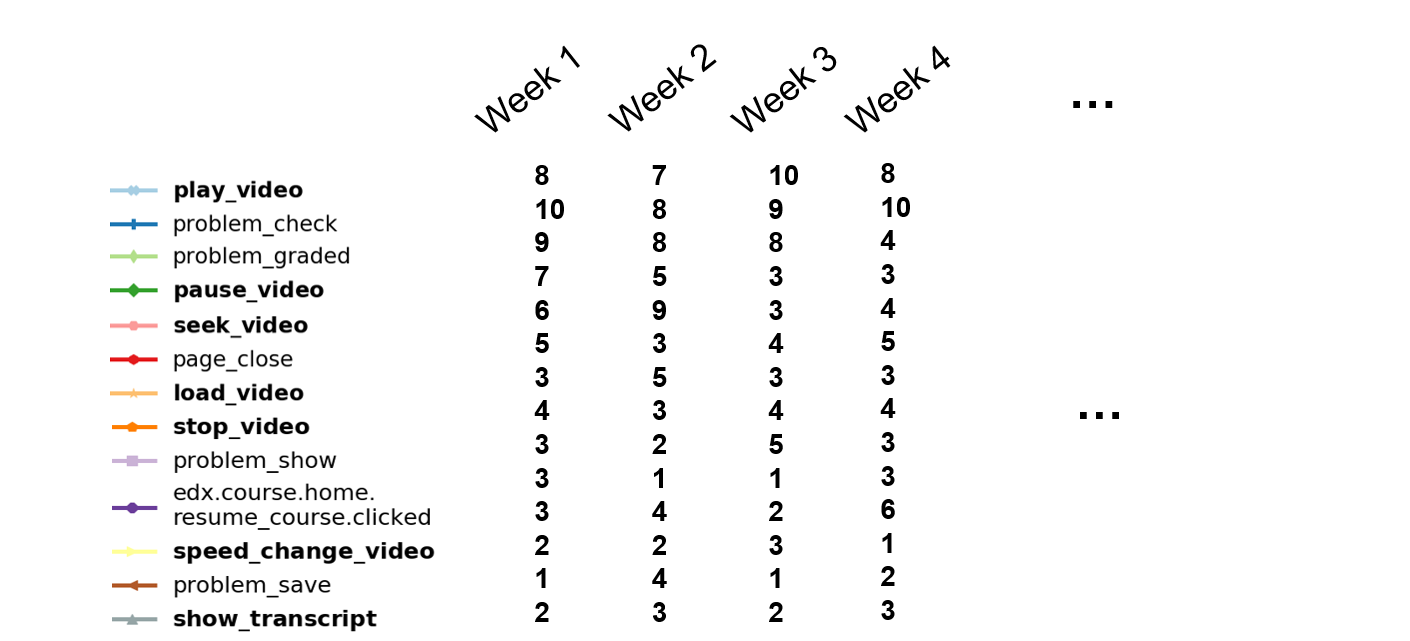 Week 1 Week 2 Week 3 Week 4 ...
play_video 8 7 10 8
problem_check 10 8 9 10
problem_graded 9 8 8 4
pause_video 7 5 3 3
seek_video 6 9 3 4
page_close 5 3 4 5
load_video 3 5 3 3
stop_video 4 3 4 4 ...
problem_show 3 2 5 3
edx.course.home. 3 1 1 3
resume_course.clicked 3 4 2 6
speed_change_video 2 2 3 1
problem_save 1 4 1 2
show_transcript 2 3 2 3